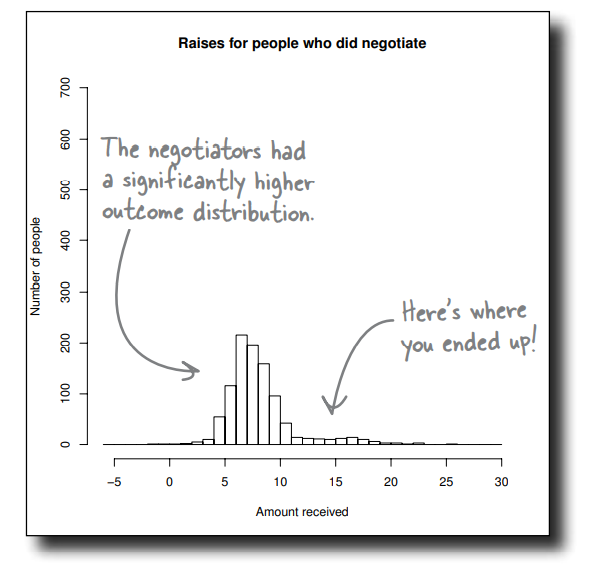 Raises for people who did negotiate
700
600
500
400
300
200
100
0
Number of people
The negotiators had
a significantly higher
outcome distribution.
Here's where
you ended up!
−5 0 5 10 15 20 25 30
Amount received